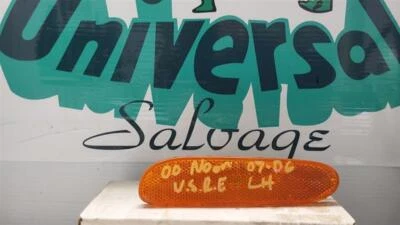 Universal
Salvage
00 Neon 07-06
V.S.R.E LH